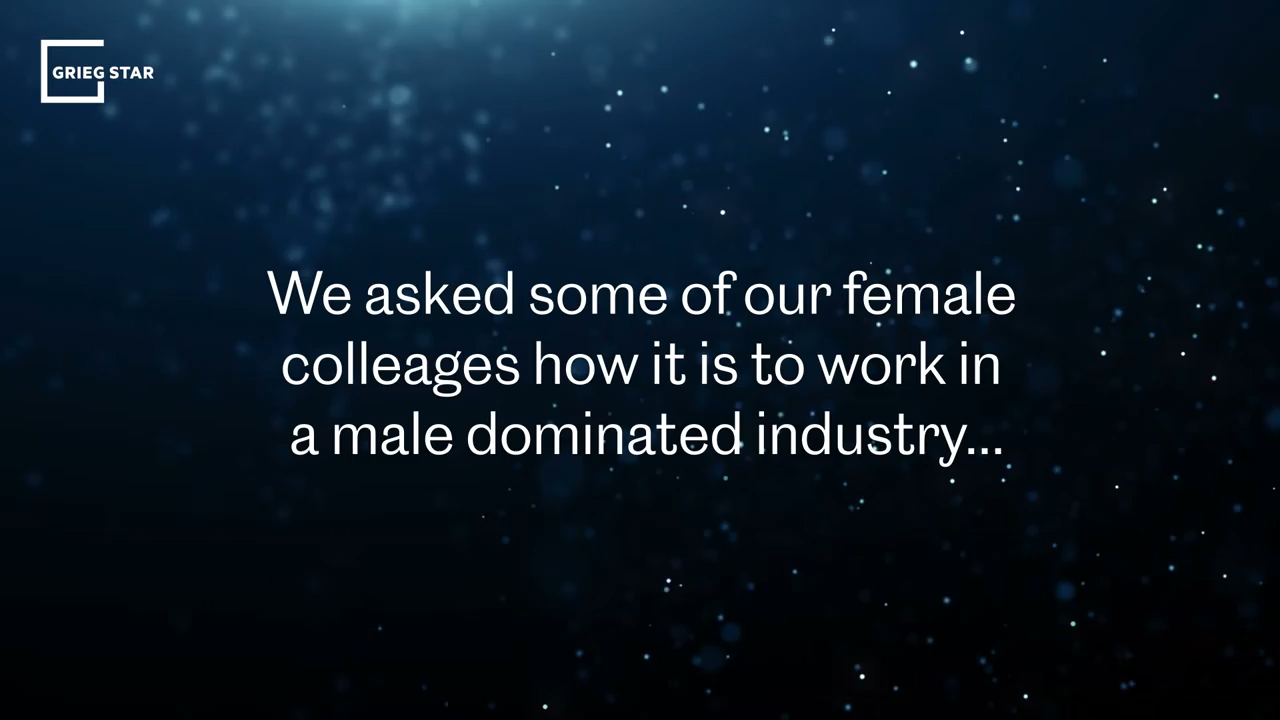 GRIEG STAR
We asked some of our female
colleages how it is to work in
a male dominated industry...